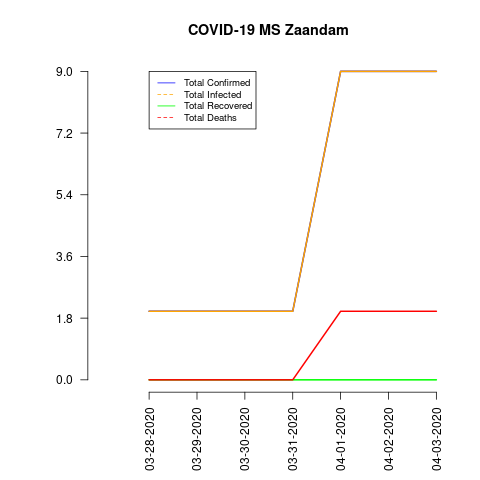 COVID-19 MS Zaandam
9.0
7.2
5.4
3.6
1.8
0.0
Total Confirmed
Total Infected
Total Recovered
Total Deaths
03-28-2020
03-29-2020
03-30-2020
03-31-2020
04-01-2020
04-02-2020
04-03-2020